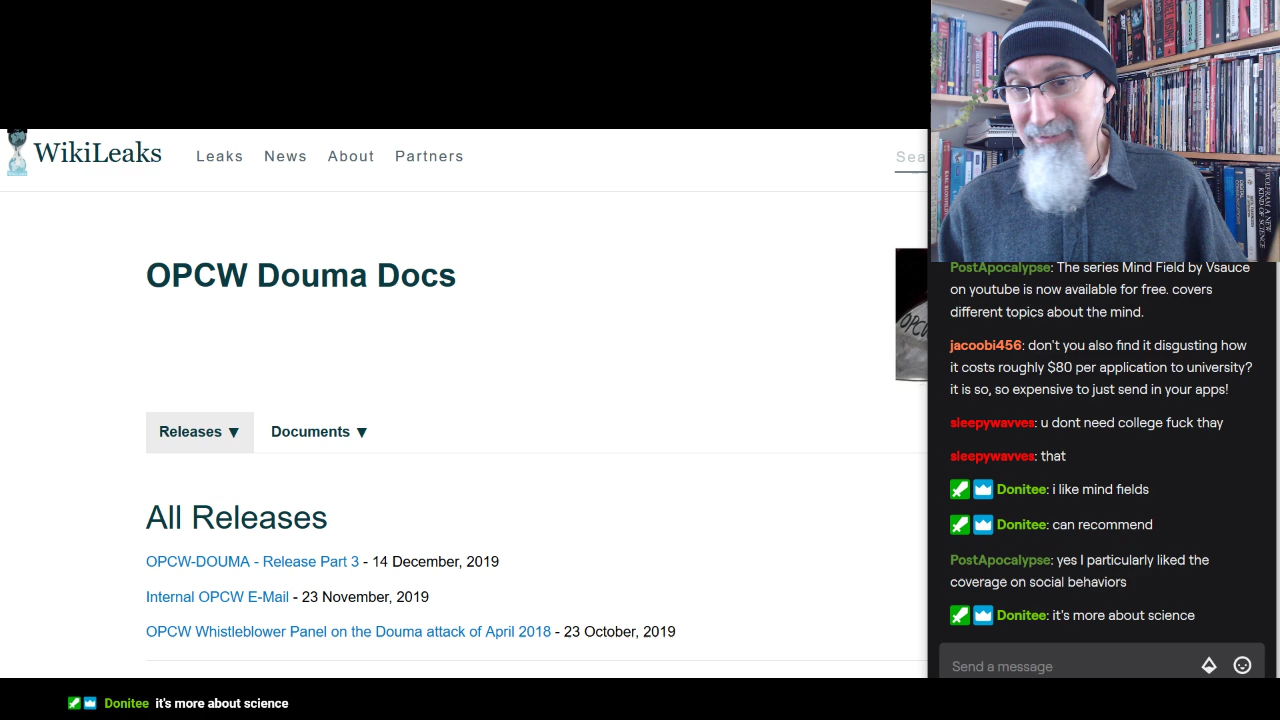 WikiLeaks
Leaks News About Partners
Sea
OPCW Douma Docs
OPCW
Releases ▼ Documents ▼
All Releases
OPCW-DOUMA - Release Part 3 - 14 December, 2019
Internal OPCW E-Mail - 23 November, 2019
OPCW Whistleblower Panel on the Douma attack of April 2018 - 23 October, 2019
WOLFRAM A NEW
KIND OF SCIENCE
PostApocalypse: The series Mind Field by Vsauce
on youtube is now available for free. covers
different topics about the mind.
jacoobi456: don't you also find it disgusting how
it costs roughly $80 per application to university?
it is so, so expensive to just send in your apps!
sleepywavves: u dont need college fuck thay
sleepywavves: that
Donitee: i like mind fields
Donitee: can recommend
PostApocalypse: yes I particularly liked the
coverage on social behaviors
Donitee: it's more about science
Send a message
Donitee it's more about science